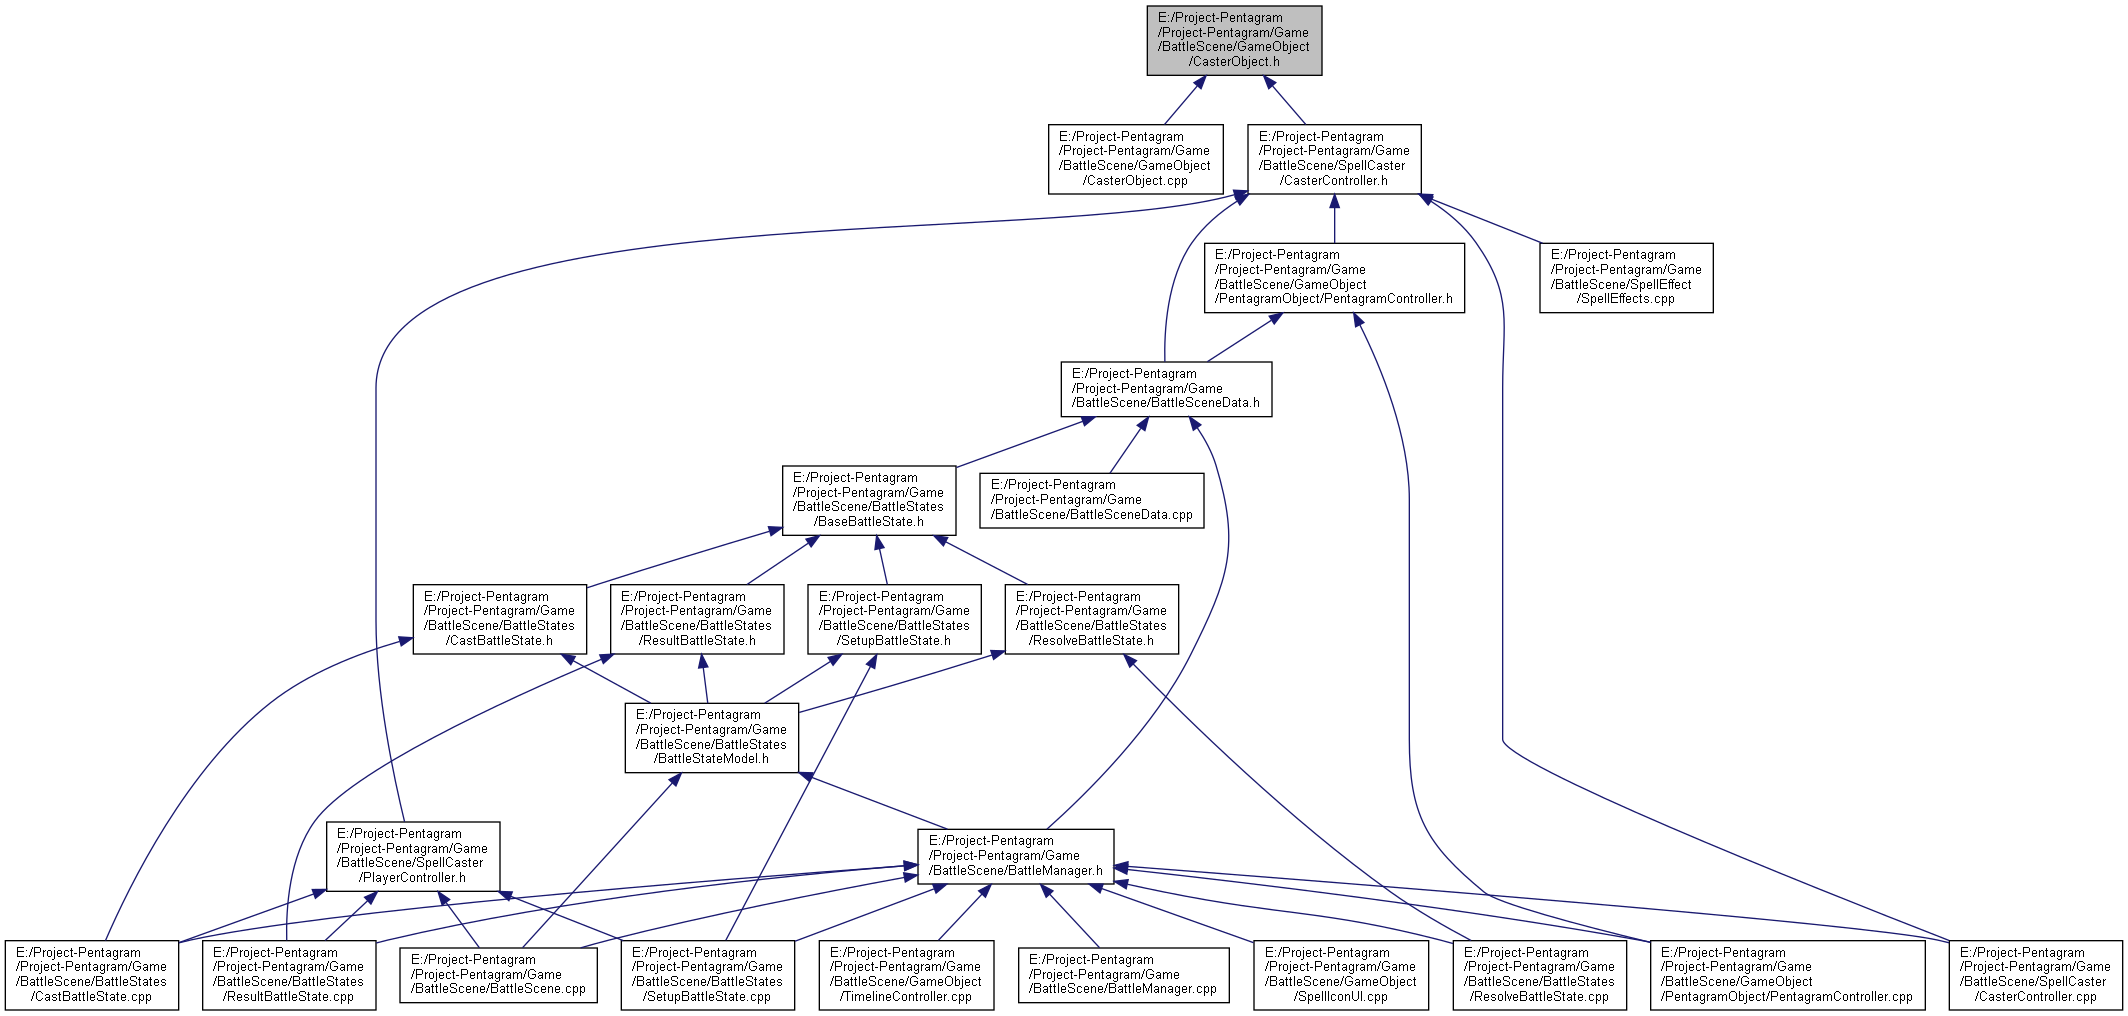 E:/Project-Pentagram
/Project-Pentagram/Game
/BattleScene/GameObject
/CasterObject.h
E:/Project-Pentagram
/Project-Pentagram/Game
/BattleScene/GameObject
/CasterObject.cpp
E:/Project-Pentagram
/Project-Pentagram/Game
/BattleScene/SpellCaster
/CasterController.h
E:/Project-Pentagram
/Project-Pentagram/Game
/BattleScene/GameObject
/PentagramObject/PentagramController.h
E:/Project-Pentagram
/Project-Pentagram/Game
/BattleScene/SpellEffect
/SpellEffects.cpp
E:/Project-Pentagram
/Project-Pentagram/Game
/BattleScene/BattleSceneData.h
E:/Project-Pentagram
/Project-Pentagram/Game
/BattleScene/BattleStates
/BaseBattleState.h
E:/Project-Pentagram
/Project-Pentagram/Game
/BattleScene/BattleSceneData.cpp
E:/Project-Pentagram
/Project-Pentagram/Game
/BattleScene/BattleStates
/CastBattleState.h
E:/Project-Pentagram
/Project-Pentagram/Game
/BattleScene/BattleStates
/ResultBattleState.h
E:/Project-Pentagram
/Project-Pentagram/Game
/BattleScene/BattleStates
/SetupBattleState.h
E:/Project-Pentagram
/Project-Pentagram/Game
/BattleScene/BattleStates
/ResolveBattleState.h
E:/Project-Pentagram
/Project-Pentagram/Game
/BattleScene/BattleStates
/BattleStateModel.h
E:/Project-Pentagram
/Project-Pentagram/Game
/BattleScene/SpellCaster
/PlayerController.h
E:/Project-Pentagram
/Project-Pentagram/Game
/BattleScene/BattleManager.h
E:/Project-Pentagram
/Project-Pentagram/Game
/BattleScene/BattleStates
/CastBattleState.cpp
E:/Project-Pentagram
/Project-Pentagram/Game
/BattleScene/BattleStates
/ResultBattleState.cpp
E:/Project-Pentagram
/Project-Pentagram/Game
/BattleScene/BattleScene.cpp
E:/Project-Pentagram
/Project-Pentagram/Game
/BattleScene/BattleStates
/SetupBattleState.cpp
E:/Project-Pentagram
/Project-Pentagram/Game
/BattleScene/GameObject
/TimelineController.cpp
E:/Project-Pentagram
/Project-Pentagram/Game
/BattleScene/BattleManager.cpp
E:/Project-Pentagram
/Project-Pentagram/Game
/BattleScene/GameObject
/SpellIconUI.cpp
E:/Project-Pentagram
/Project-Pentagram/Game
/BattleScene/BattleStates
/ResolveBattleState.cpp
E:/Project-Pentagram
/Project-Pentagram/Game
/BattleScene/GameObject
/PentagramObject/PentagramController.cpp
E:/Project-Pentagram
/Project-Pentagram/Game
/BattleScene/SpellCaster
/CasterController.cpp